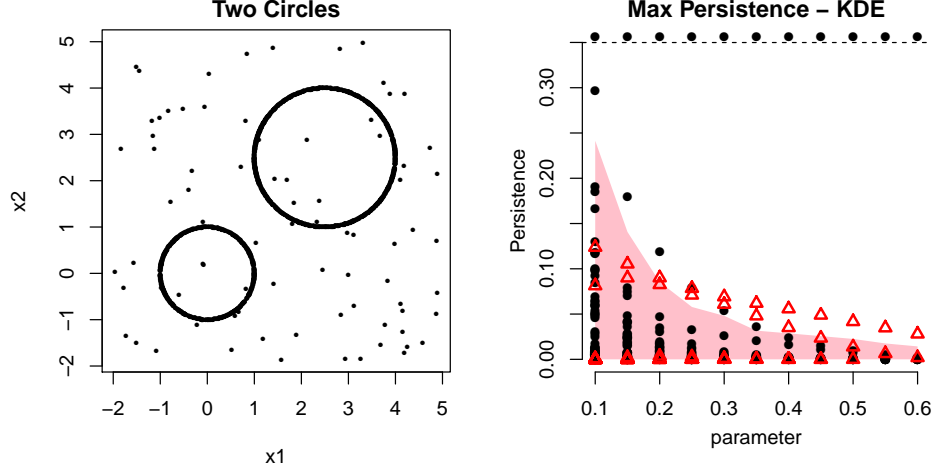 Two Circles
5
4
3
2
1
0
−1
−2
x2
−2 −1 0 1 2 3 4 5
x1
Max Persistence − KDE
0.30
0.20
0.10
0.00
Persistence
0.1 0.2 0.3 0.4 0.5 0.6
parameter